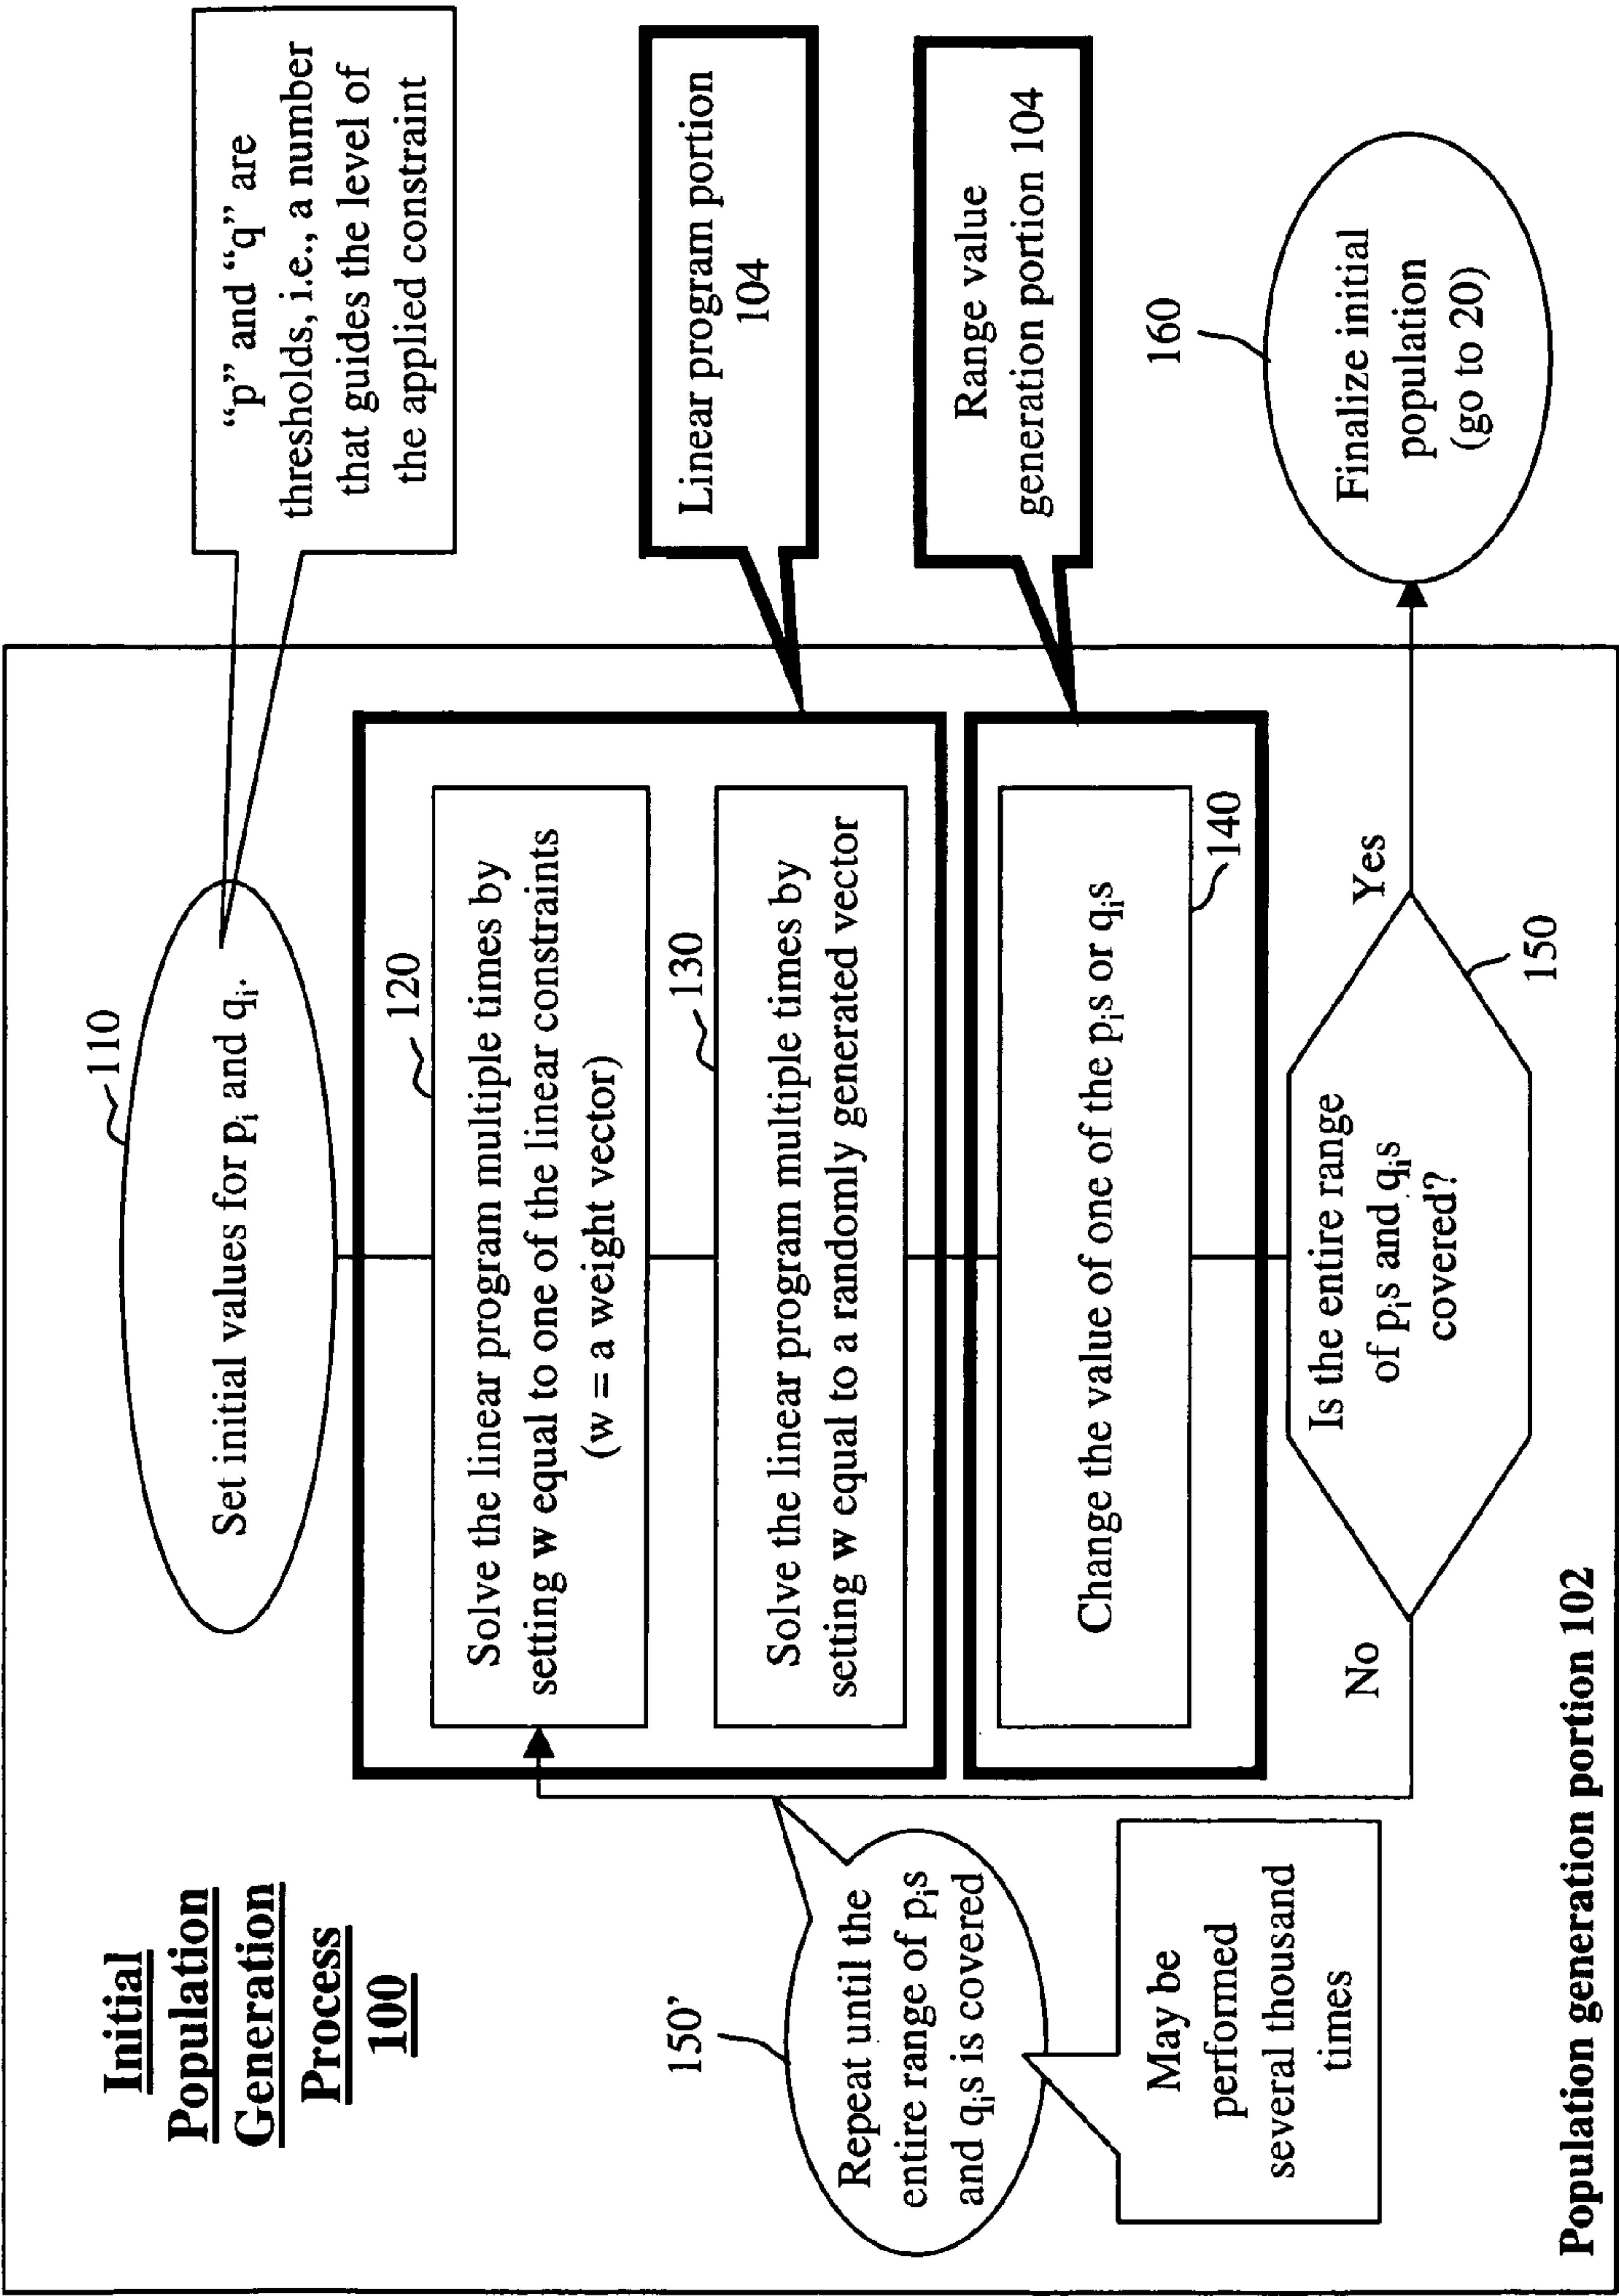 Initial
Population
Generation
Process
100
110
Set initial values for pᵢ and qᵢ.
“p” and “q” are
thresholds, i.e., a number
that guides the level of
the applied constraint
120
Solve the linear program multiple times by
setting w equal to one of the linear constraints
(w = a weight vector)
130
Solve the linear program multiple times by
setting w equal to a randomly generated vector
Linear program portion
104
Change the value of one of the pᵢs or qᵢs
140
Range value
generation portion 104
150’
Repeat until the
entire range of pᵢs
and qᵢs is covered
May be
performed
several thousand
times
Is the entire range
of pᵢs and qᵢs
covered?
No
Yes
150
160
Finalize initial
population
(go to 20)
Population generation portion 102